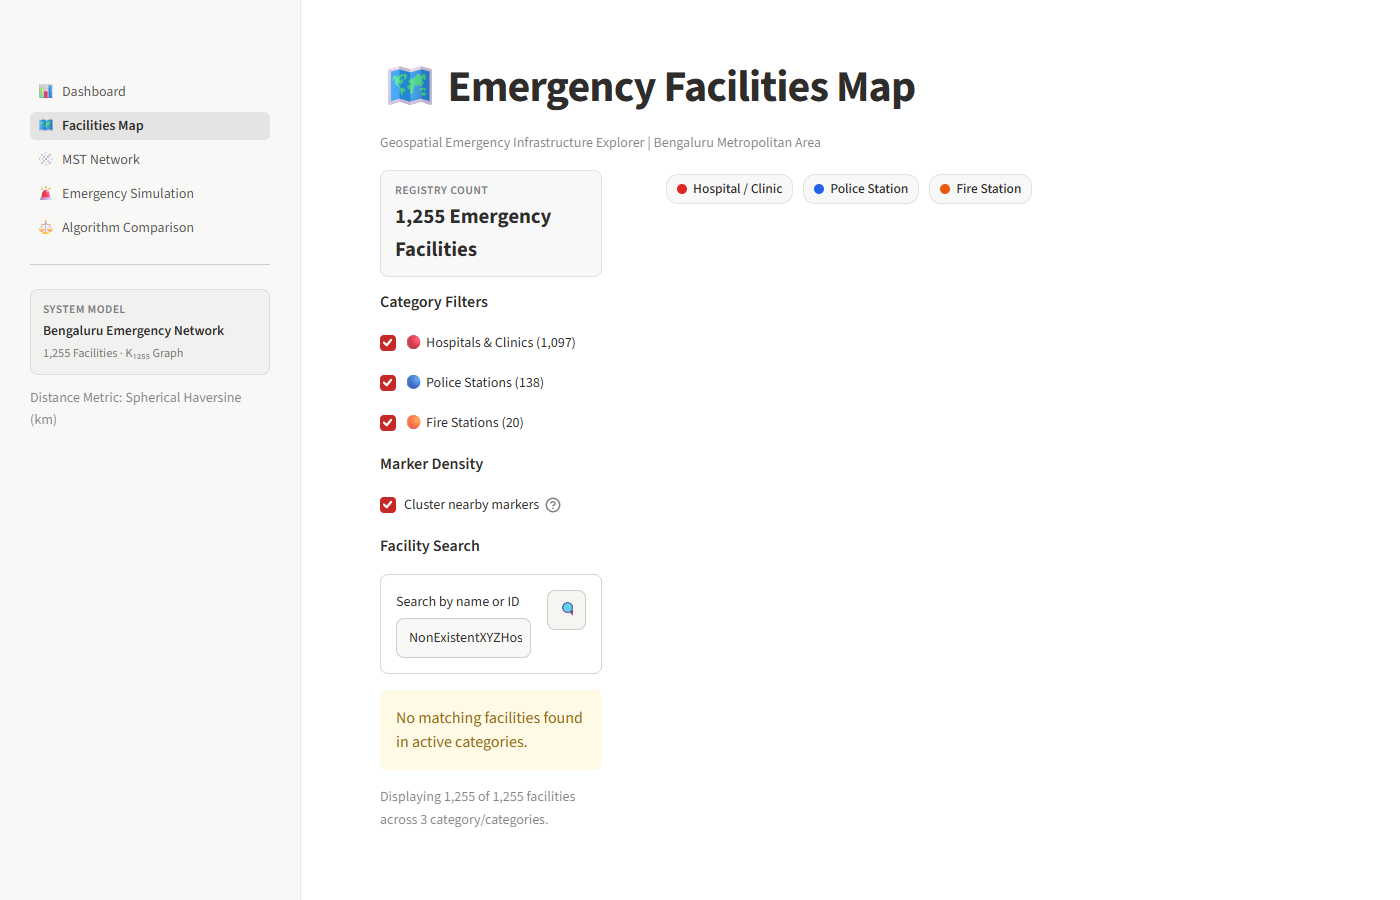 Dashboard
Facilities Map
MST Network
Emergency Simulation
Algorithm Comparison
SYSTEM MODEL
Bengaluru Emergency Network
1,255 Facilities · K₁₂₅₅ Graph
Distance Metric: Spherical Haversine
(km)
Emergency Facilities Map
Geospatial Emergency Infrastructure Explorer | Bengaluru Metropolitan Area
REGISTRY COUNT
1,255 Emergency
Facilities
Category Filters
Hospitals & Clinics (1,097)
Police Stations (138)
Fire Stations (20)
Marker Density
Cluster nearby markers
Facility Search
Search by name or ID
NonExistentXYZHos
No matching facilities found
in active categories.
Displaying 1,255 of 1,255 facilities
across 3 category/categories.
Hospital / Clinic
Police Station
Fire Station